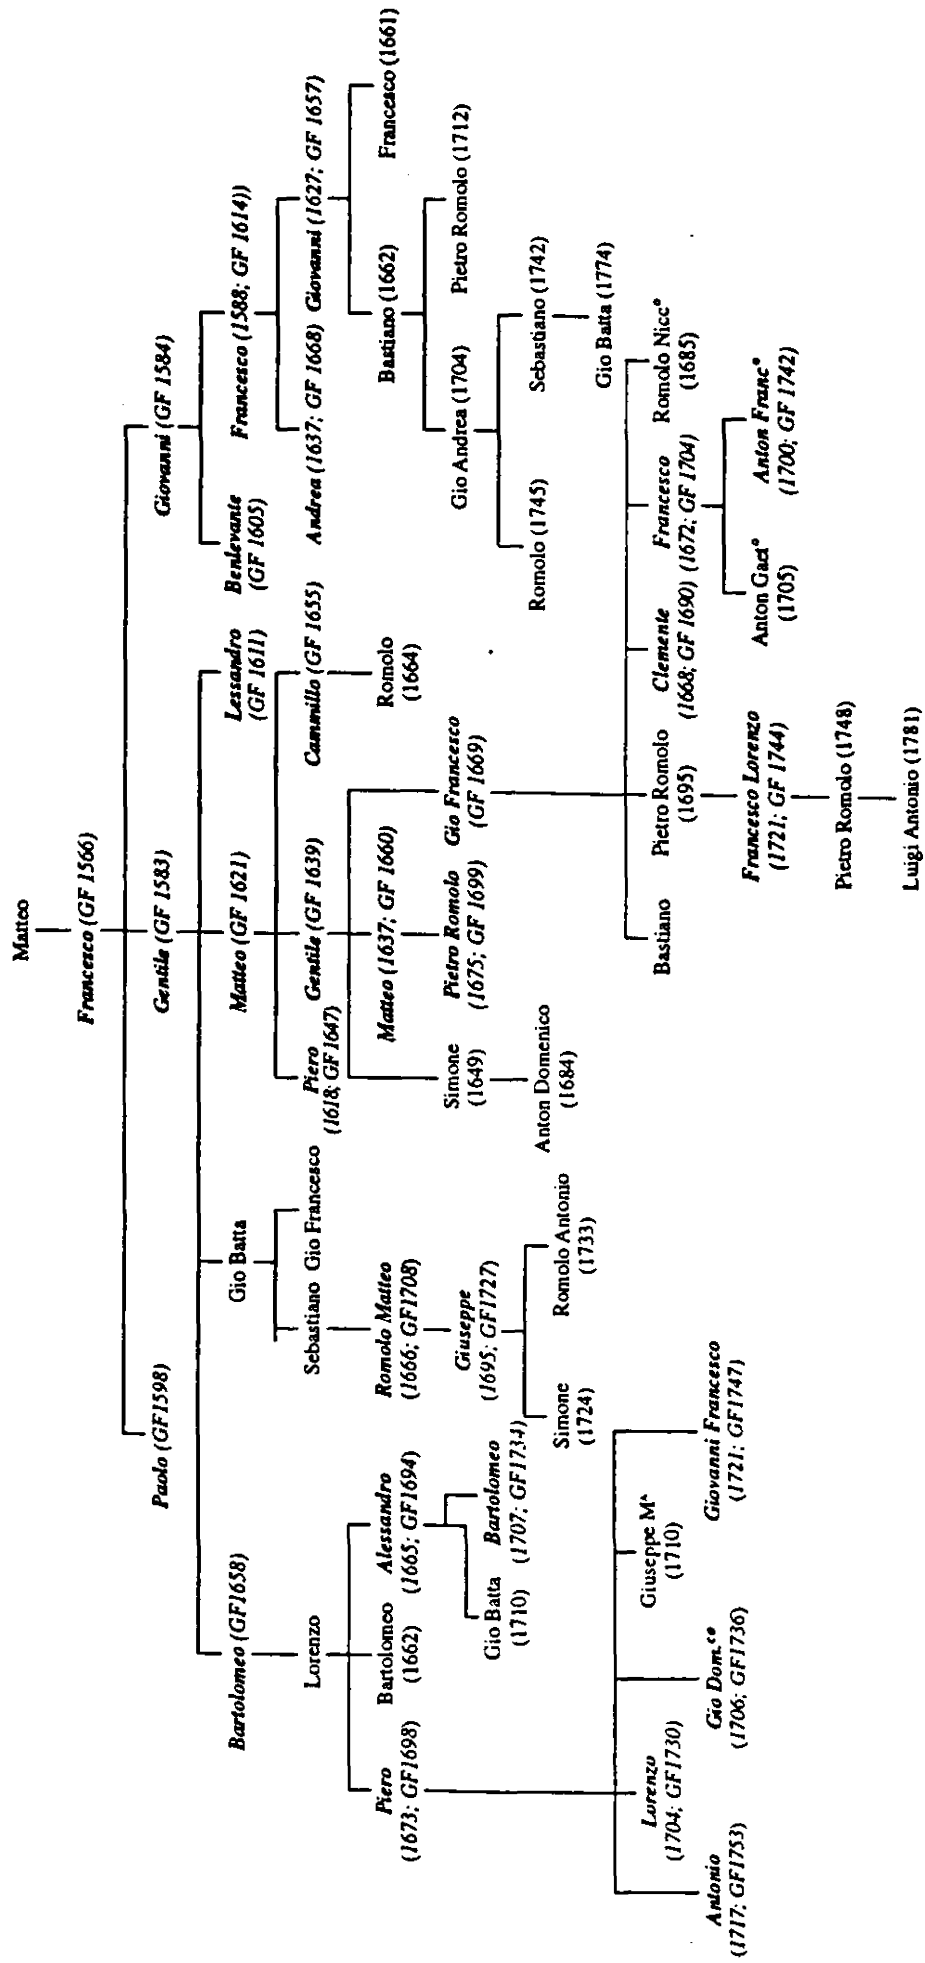 Matteo
Francesco (GF 1566)
Paolo (GF1598)
Gentile (GF 1583)
Giovanni (GF 1584)
Bartolomeo (GF1658)
Gio Batta
Matteo (GF 1621)
Lessandro
(GF 1611)
Benlevante
(GF 1605)
Francesco (1588; GF 1614))
Lorenzo
Sebastiano
Gio Francesco
Piero
(1618; GF 1647)
Gentile (GF 1639)
Cammillo (GF 1655)
Andrea (1637; GF 1668)
Giovanni (1627; GF 1657)
Piero
(1673; GF1698)
Bartolomeo
(1662)
Alessandro
(1665; GF1694)
Romolo Matteo
(1666; GF1708)
Matteo (1637; GF 1660)
Romolo
(1664)
Bastiano (1662)
Francesco (1661)
Gio Batta
(1710)
Bartolomeo
(1707; GF1734)
Giuseppe
(1695; GF1727)
Simone
(1649)
Pietro Romolo
(1675; GF 1699)
Gio Francesco
(GF 1669)
Gio Andrea (1704)
Pietro Romolo (1712)
Simone
(1724)
Romolo Antonio
(1733)
Anton Domenico
(1684)
Romolo (1745)
Sebastiano (1742)
Gio Batta (1774)
Lorenzo
(1704; GF1730)
Giuseppe Mᵃ
(1710)
Bastiano
Pietro Romolo
(1695)
Clemente
(1668; GF 1690)
Francesco
(1672; GF 1704)
Romolo Niccº
(1685)
Antonio
(1717; GF1753)
Gio Dom.ᶜº
(1706; GF1736)
Giovanni Francesco
(1721; GF1747)
Francesco Lorenzo
(1721; GF 1744)
Anton Gaetº
(1705)
Anton Francº
(1700; GF 1742)
Pietro Romolo (1748)
Luigi Antonio (1781)